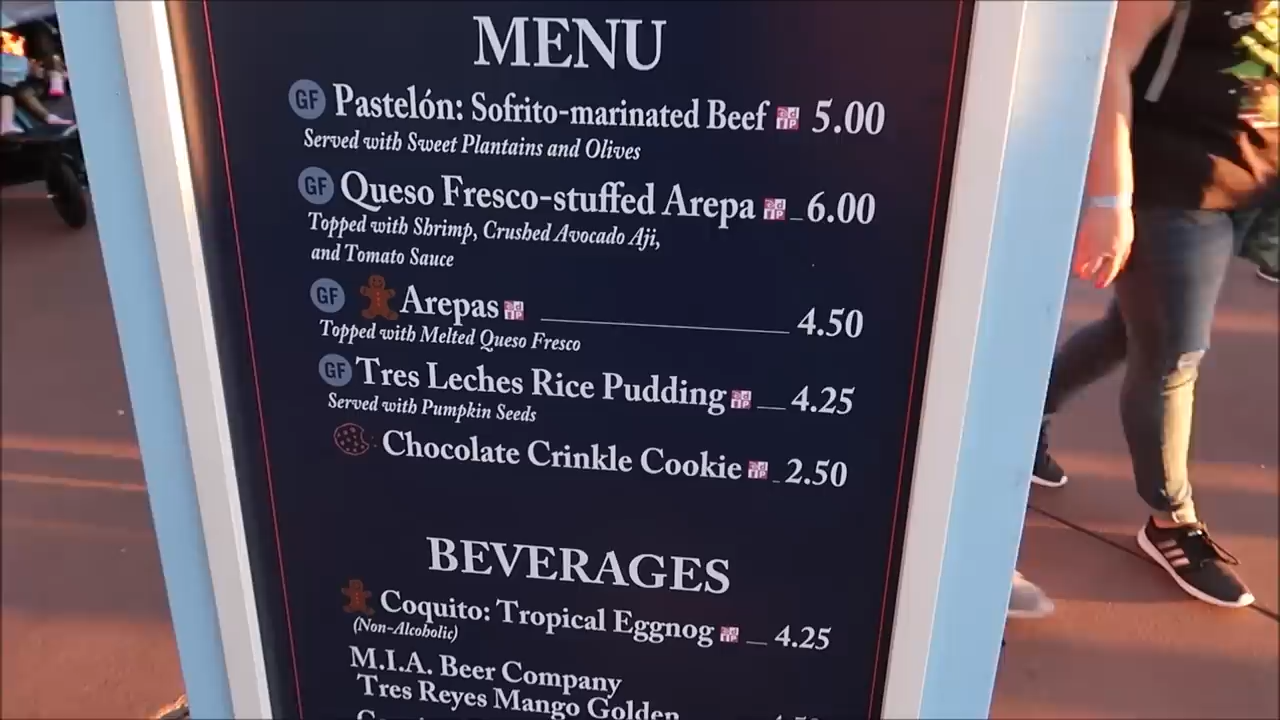 MENU
GF Pastelón: Sofrito-marinated Beef 5.00
Served with Sweet Plantains and Olives
GF Queso Fresco-stuffed Arepa 6.00
Topped with Shrimp, Crushed Avocado Aji,
and Tomato Sauce
GF Arepas 4.50
Topped with Melted Queso Fresco
GF Tres Leches Rice Pudding 4.25
Served with Pumpkin Seeds
Chocolate Crinkle Cookie 2.50
BEVERAGES
Coquito: Tropical Eggnog 4.25
(Non-Alcoholic)
M.I.A. Beer Company
Tres Reyes Mango Golden